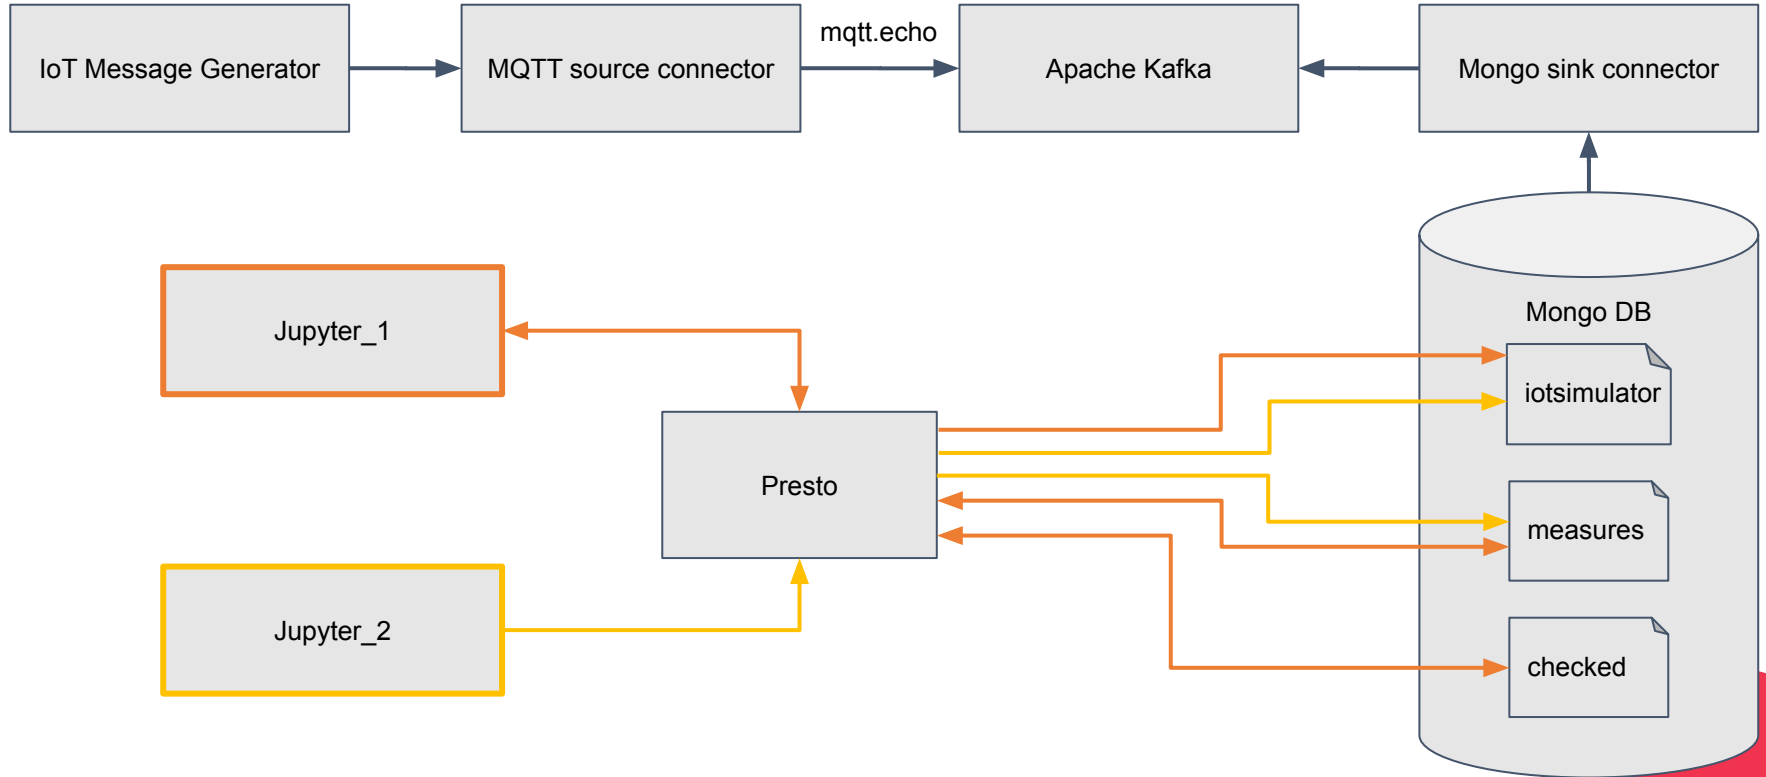 mqtt.echo
IoT Message Generator
MQTT source connector
Apache Kafka
Mongo sink connector
Mongo DB
Jupyter_1
iotsimulator
Presto
measures
Jupyter_2
checked